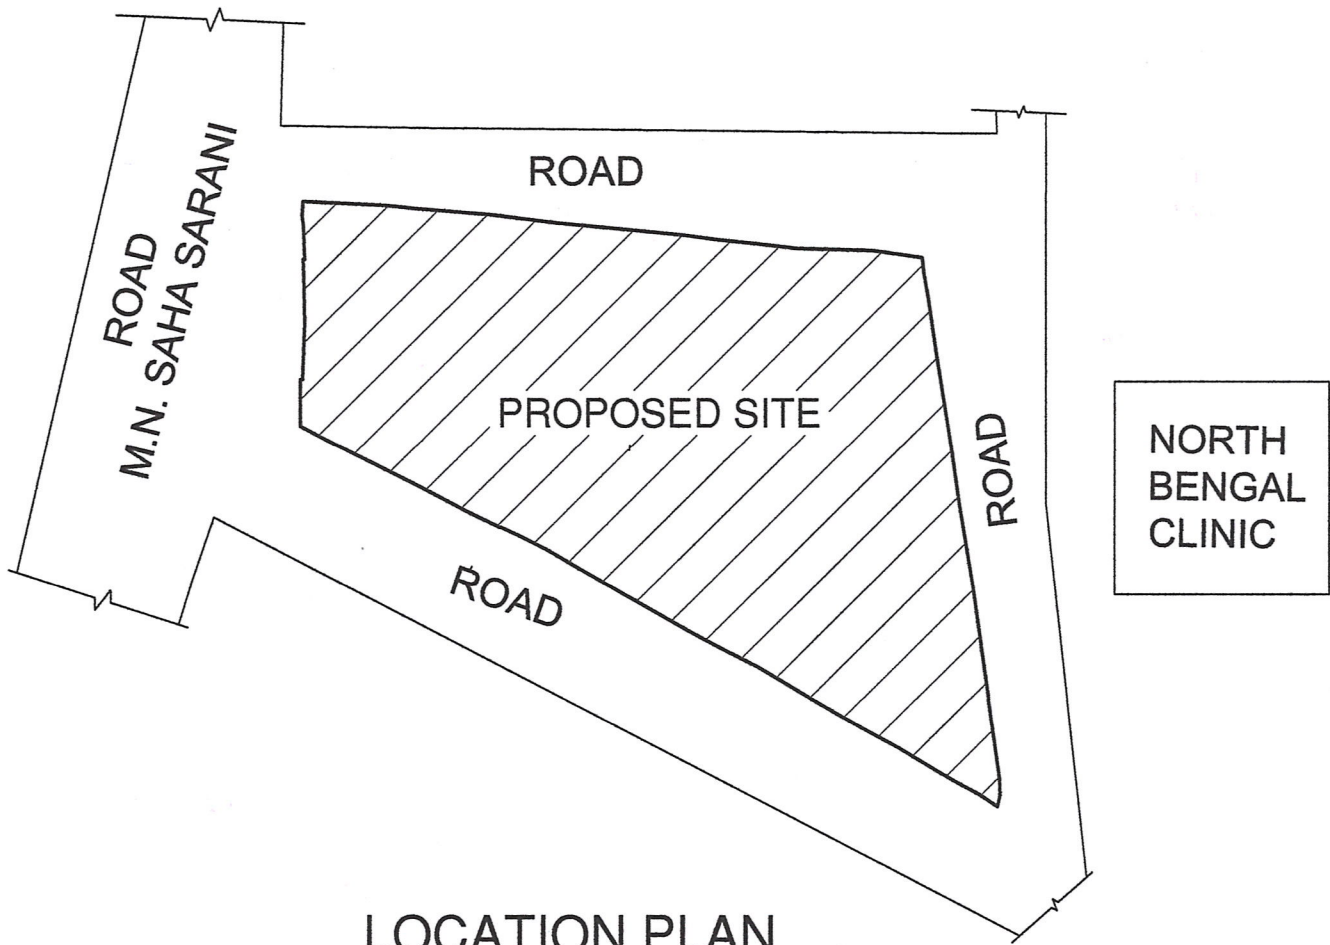 ROAD
ROAD
M.N. SAHA SARANI
PROPOSED SITE
ROAD
NORTH
BENGAL
CLINIC
ROAD
LOCATION PLAN